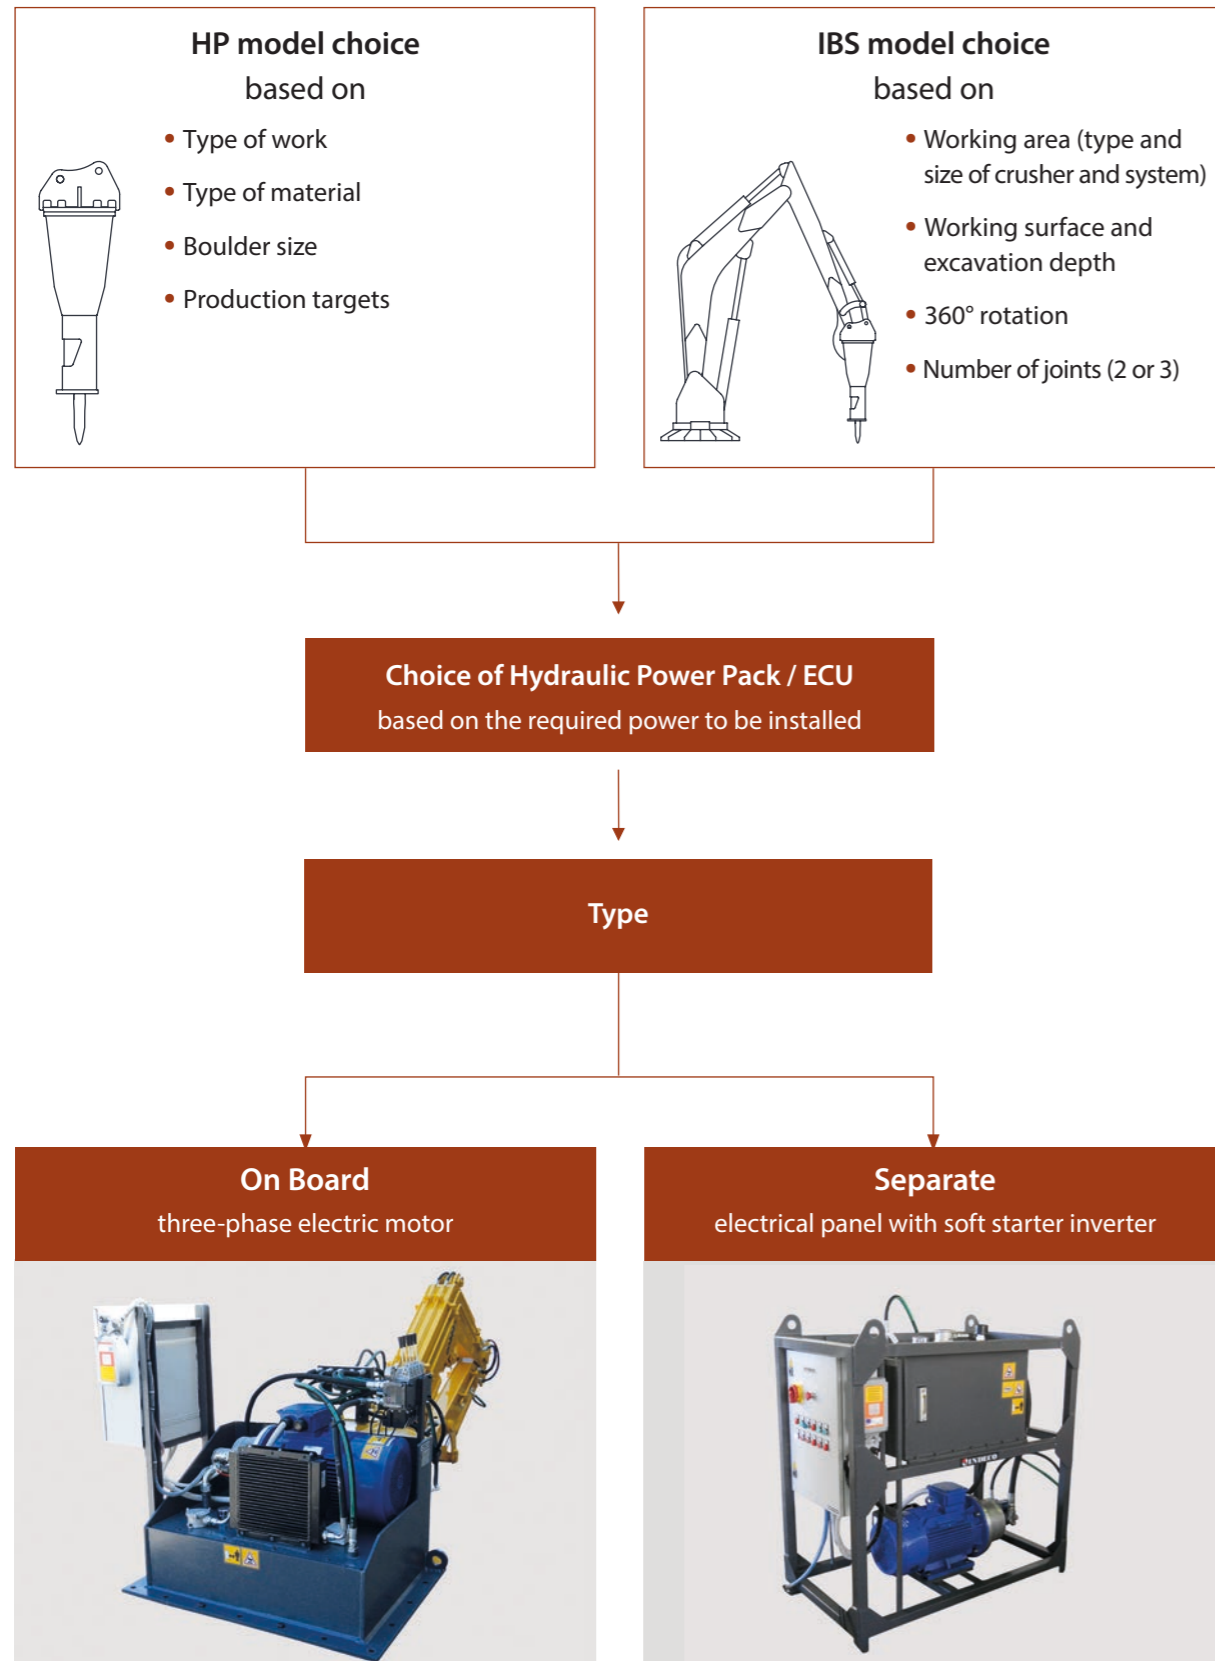 HP model choice
based on
• Type of work
• Type of material
• Boulder size
• Production targets
IBS model choice
based on
• Working area (type and
size of crusher and system)
• Working surface and
excavation depth
• 360° rotation
• Number of joints (2 or 3)
Choice of Hydraulic Power Pack / ECU
based on the required power to be installed
Type
On Board
three-phase electric motor
Separate
electrical panel with soft starter inverter